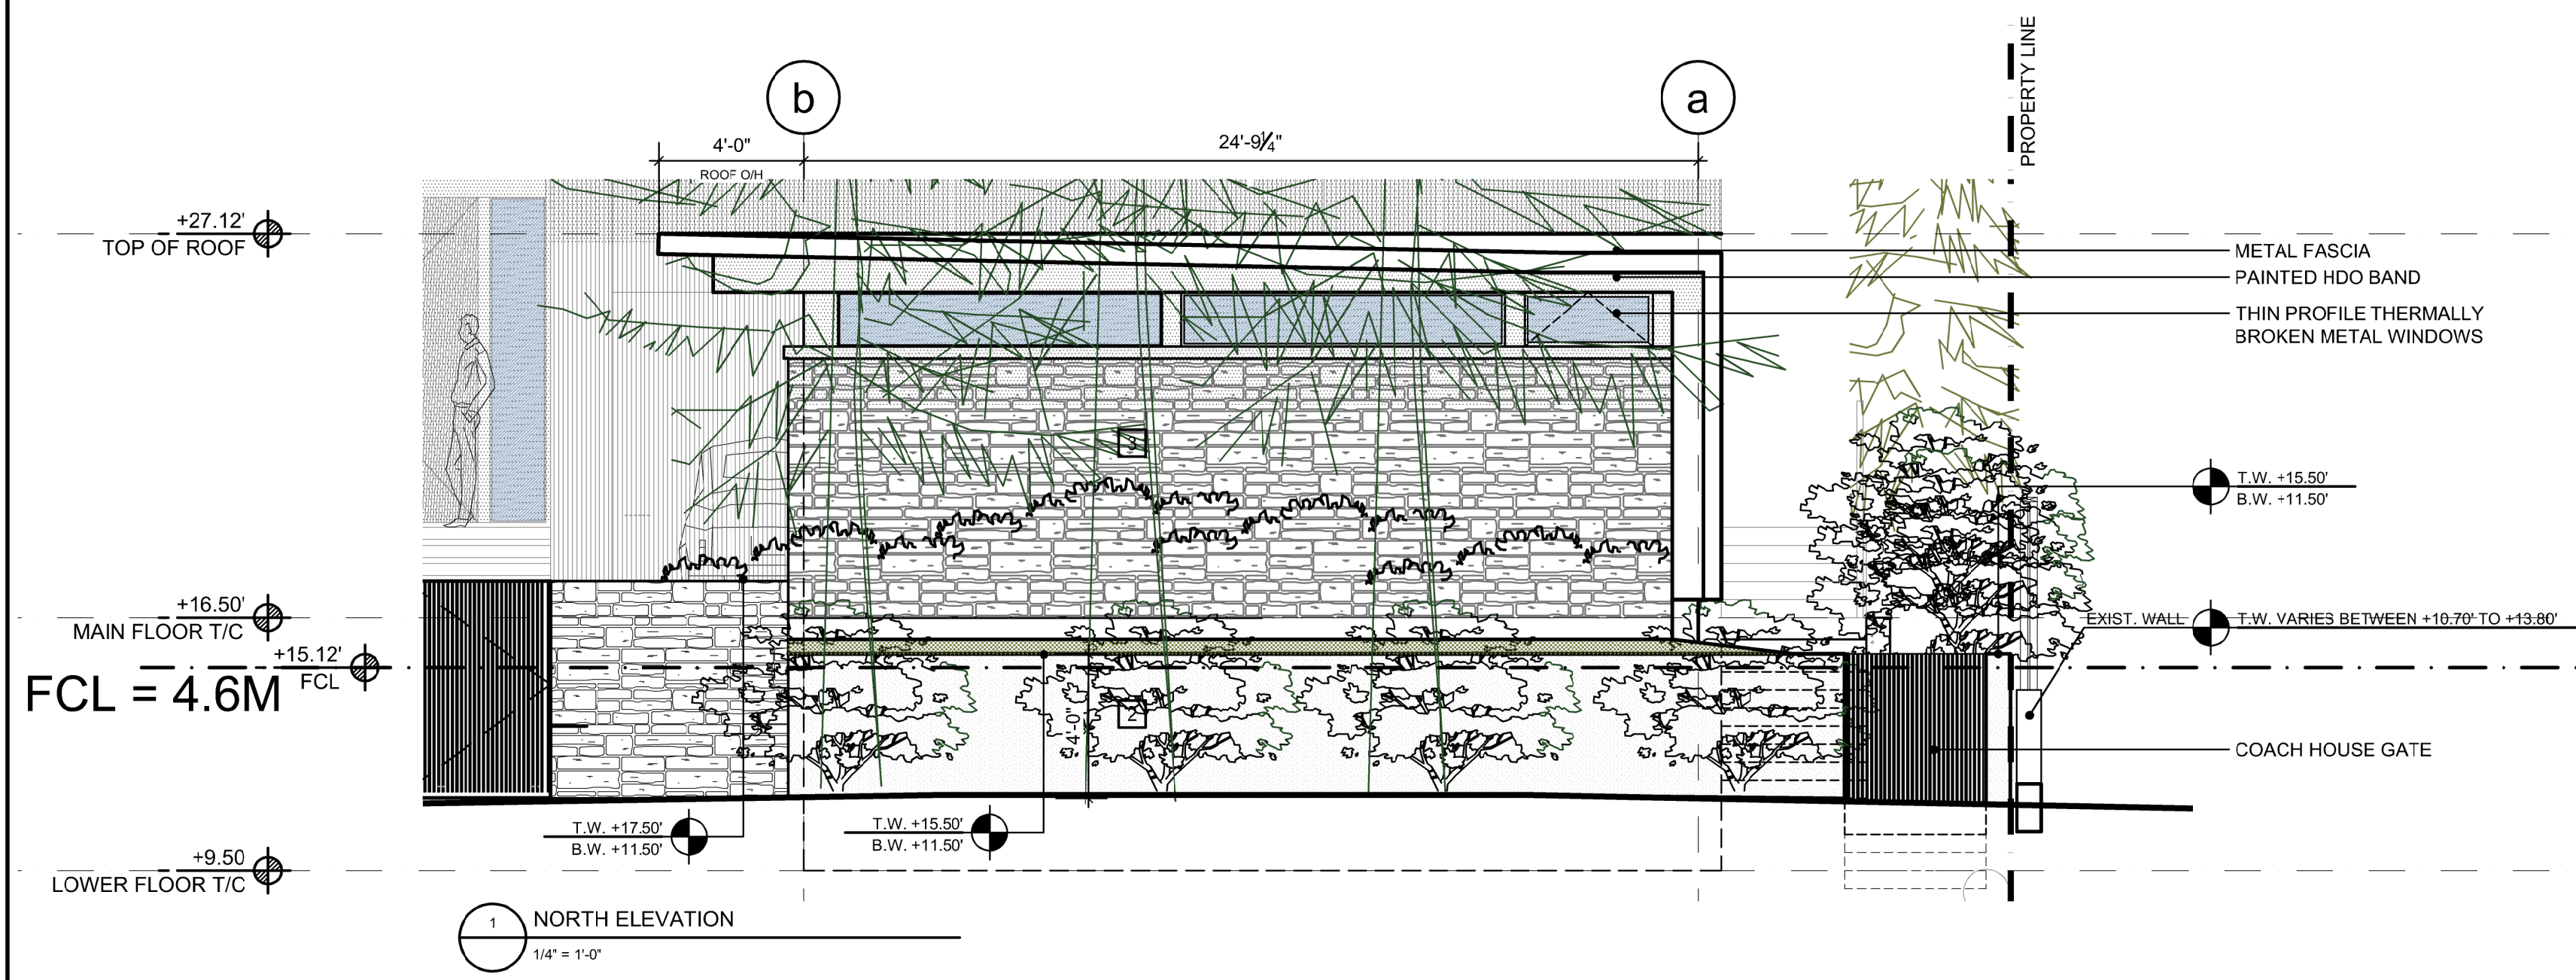 PROPERTY LINE
b
a
4'-0"
24'-9¼"
ROOF O/H
+27.12'
TOP OF ROOF
METAL FASCIA
PAINTED HDO BAND
THIN PROFILE THERMALLY
BROKEN METAL WINDOWS
3
T.W. +15.50'
B.W. +11.50'
+16.50'
MAIN FLOOR T/C
EXIST. WALL
T.W. VARIES BETWEEN +10.70' TO +13.80'
+15.12'
FCL
FCL = 4.6M
2
4'-0"
COACH HOUSE GATE
T.W. +17.50'
B.W. +11.50'
T.W. +15.50'
B.W. +11.50'
+9.50
LOWER FLOOR T/C
1
NORTH ELEVATION
1/4" = 1'-0"